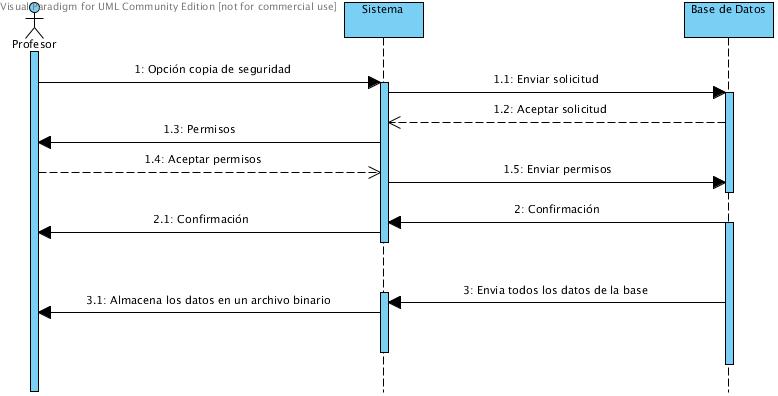 Visual Paradigm for UML Community Edition [not for commercial use]
Sistema
Base de Datos
Profesor
1: Opción copia de seguridad
1.1: Enviar solicitud
1.2: Aceptar solicitud
1.3: Permisos
1.4: Aceptar permisos
1.5: Enviar permisos
2: Confirmación
2.1: Confirmación
3: Envia todos los datos de la base
3.1: Almacena los datos en un archivo binario